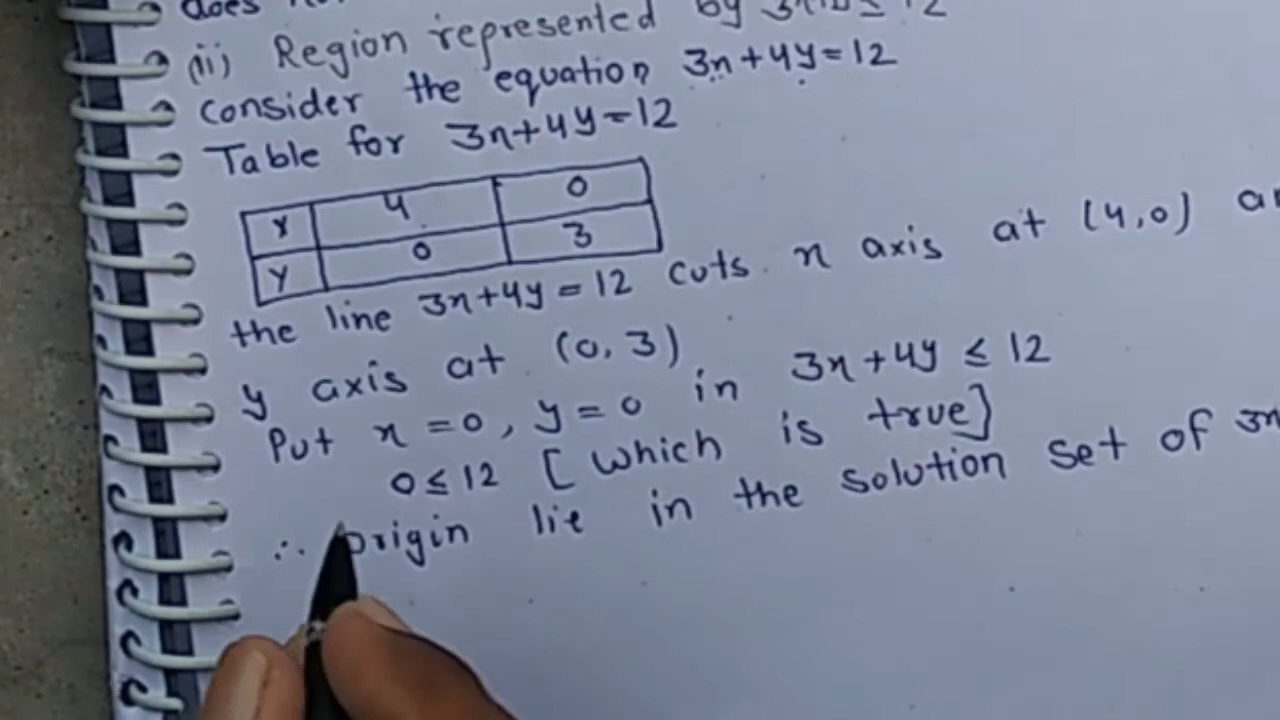 does
(ii) Region represented by
Consider the equation 3x+4y=12
Table for 3x+4y=12
x 4 0
y 0 3
the line 3x+4y=12 cuts x axis at (4,0)
y axis at (0,3)
Put x=0, y=0 in 3x+4y ≤ 12
0≤12 [which is true]
∴ origin lie in the solution set of 3x